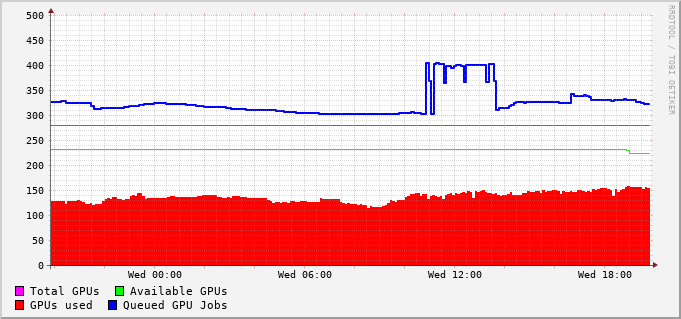 500
450
400
350
300
250
200
150
100
50
0
Wed 00:00 Wed 06:00 Wed 12:00 Wed 18:00
Total GPUs Available GPUs
GPUs used Queued GPU Jobs
RRDTOOL / TOBI OETIKER